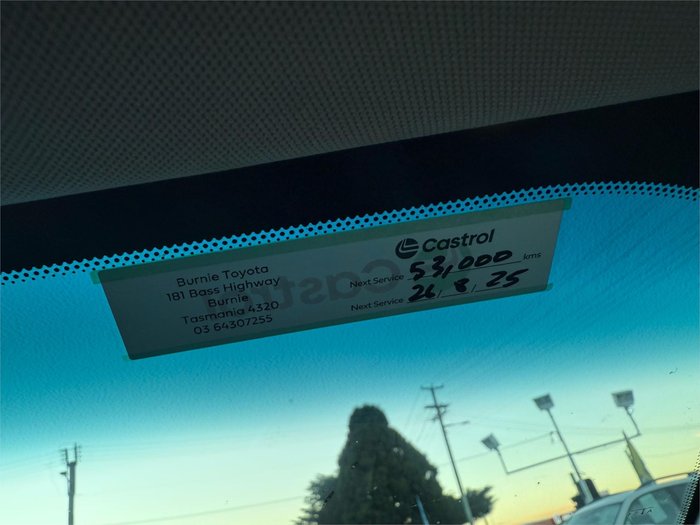 Burnie Toyota
181 Bass Highway
Burnie
Tasmania 4320
03 64307255
Castrol
Next Service 53,000 kms
Next Service 26/8/25